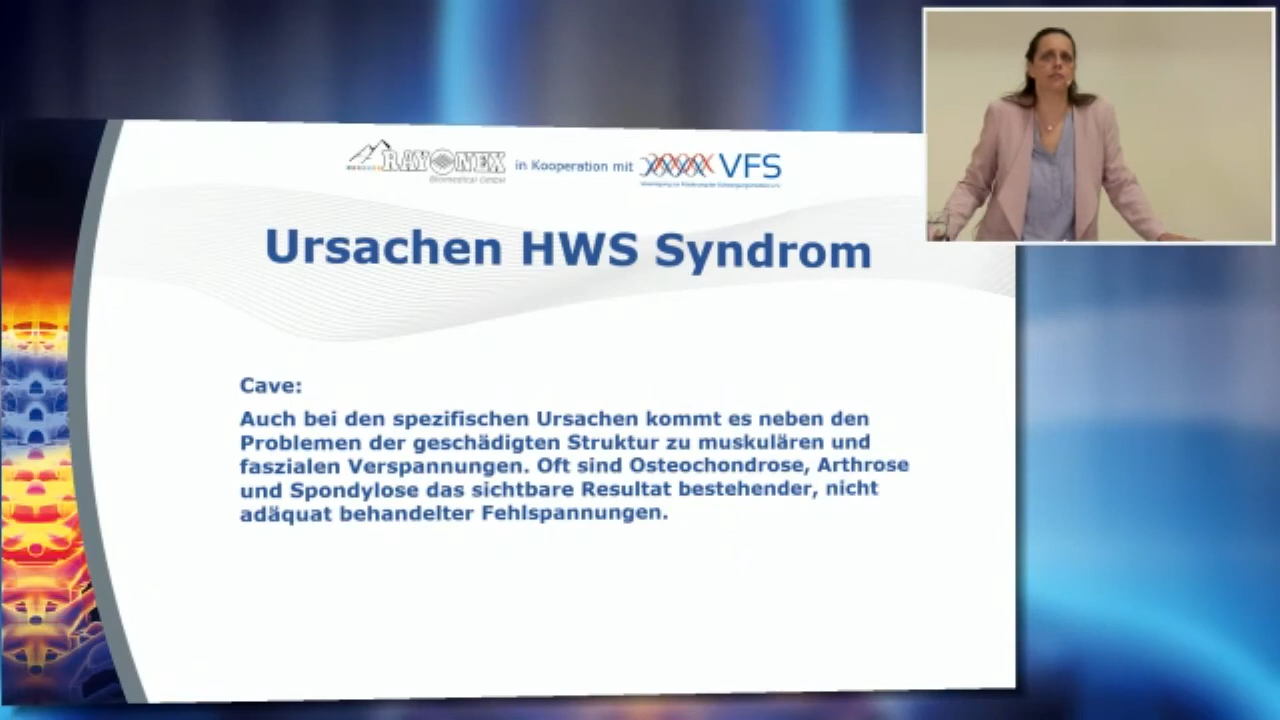 RAYONEX
Biomedical GmbH
in Kooperation mit
VFS
Ursachen HWS Syndrom
Cave:
Auch bei den spezifischen Ursachen kommt es neben den
Problemen der geschädigten Struktur zu muskulären und
faszialen Verspannungen. Oft sind Osteochondrose, Arthrose
und Spondylose das sichtbare Resultat bestehender, nicht
adäquat behandelter Fehlspannungen.